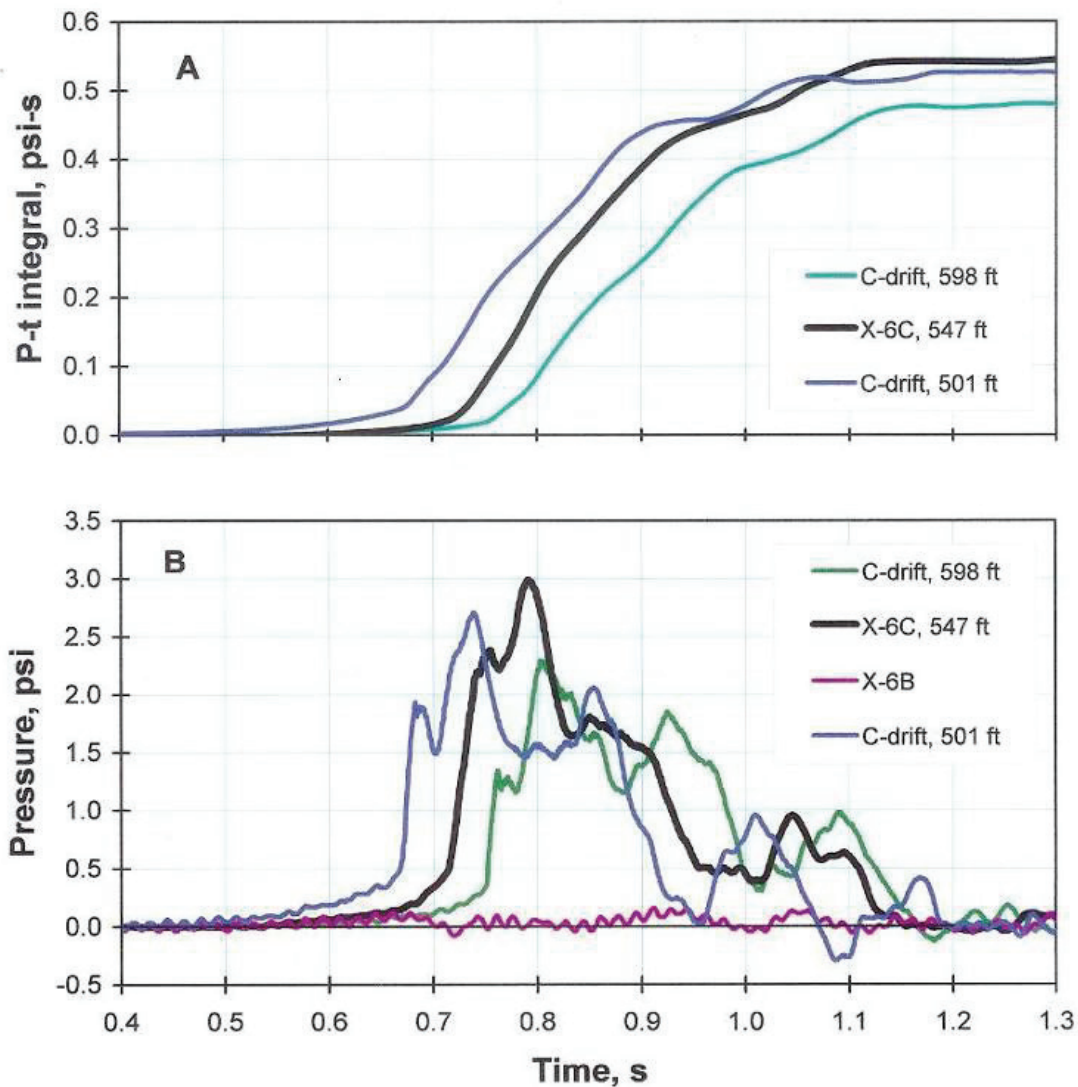 0.6
A
0.5
0.4
0.3
0.2
0.1
0.0
P-t integral, psi-s
C-drift, 598 ft
X-6C, 547 ft
C-drift, 501 ft
3.5
B
3.0
2.5
2.0
1.5
1.0
0.5
0.0
-0.5
Pressure, psi
C-drift, 598 ft
X-6C, 547 ft
X-6B
C-drift, 501 ft
0.4 0.5 0.6 0.7 0.8 0.9 1.0 1.1 1.2 1.3
Time, s